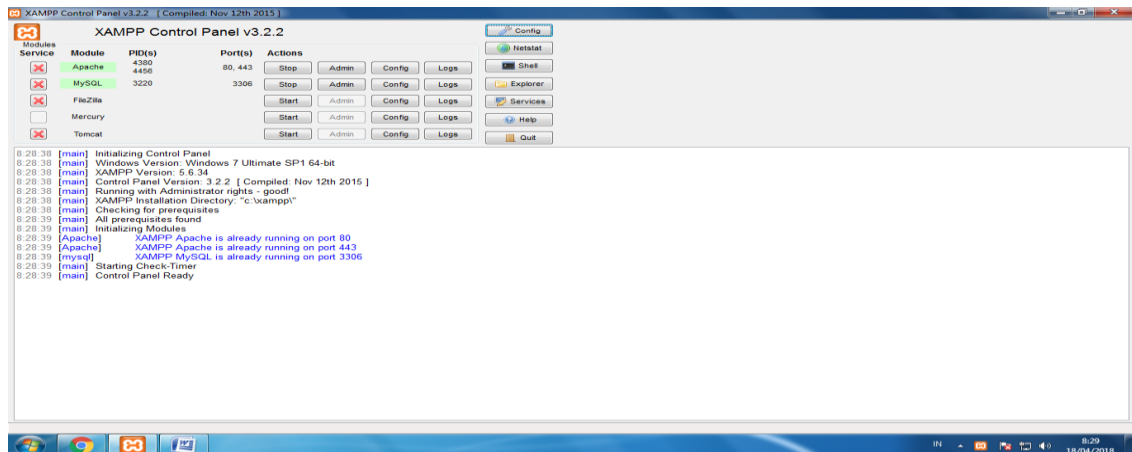 XAMPP Control Panel v3.2.2 [ Compiled: Nov 12th 2015 ]
XAMPP Control Panel v3.2.2
Config
Modules
Service Module PID(s) Port(s) Actions
Netstat
Apache 4380 4456 80, 443 Stop Admin Config Logs
Shell
MySQL 3220 3306 Stop Admin Config Logs
Explorer
FileZilla Start Admin Config Logs
Services
Mercury Start Admin Config Logs
Help
Tomcat Start Admin Config Logs
Quit
8:28:38 [main] Initializing Control Panel
8:28:38 [main] Windows Version: Windows 7 Ultimate SP1 64-bit
8:28:38 [main] XAMPP Version: 5.6.34
8:28:38 [main] Control Panel Version: 3.2.2 [ Compiled: Nov 12th 2015 ]
8:28:38 [main] Running with Administrator rights - good!
8:28:38 [main] XAMPP Installation Directory: "c:\xampp\"
8:28:38 [main] Checking for prerequisites
8:28:39 [main] All prerequisites found
8:28:39 [main] Initializing Modules
8:28:39 [Apache] XAMPP Apache is already running on port 80
8:28:39 [Apache] XAMPP Apache is already running on port 443
8:28:39 [mysql] XAMPP MySQL is already running on port 3306
8:28:39 [main] Starting Check-Timer
8:28:39 [main] Control Panel Ready
IN
8:29
18/04/2018